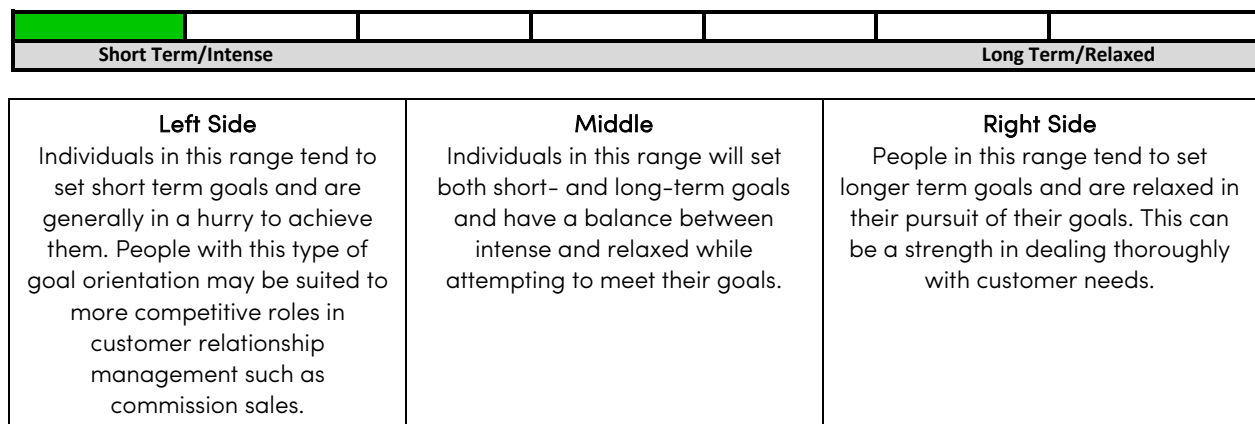 Short Term/Intense
Long Term/Relaxed
Left Side
Individuals in this range tend to
set short term goals and are
generally in a hurry to achieve
them. People with this type of
goal orientation may be suited to
more competitive roles in
customer relationship
management such as
commission sales.
Middle
Individuals in this range will set
both short- and long-term goals
and have a balance between
intense and relaxed while
attempting to meet their goals.
Right Side
People in this range tend to set
longer term goals and are relaxed in
their pursuit of their goals. This can
be a strength in dealing thoroughly
with customer needs.